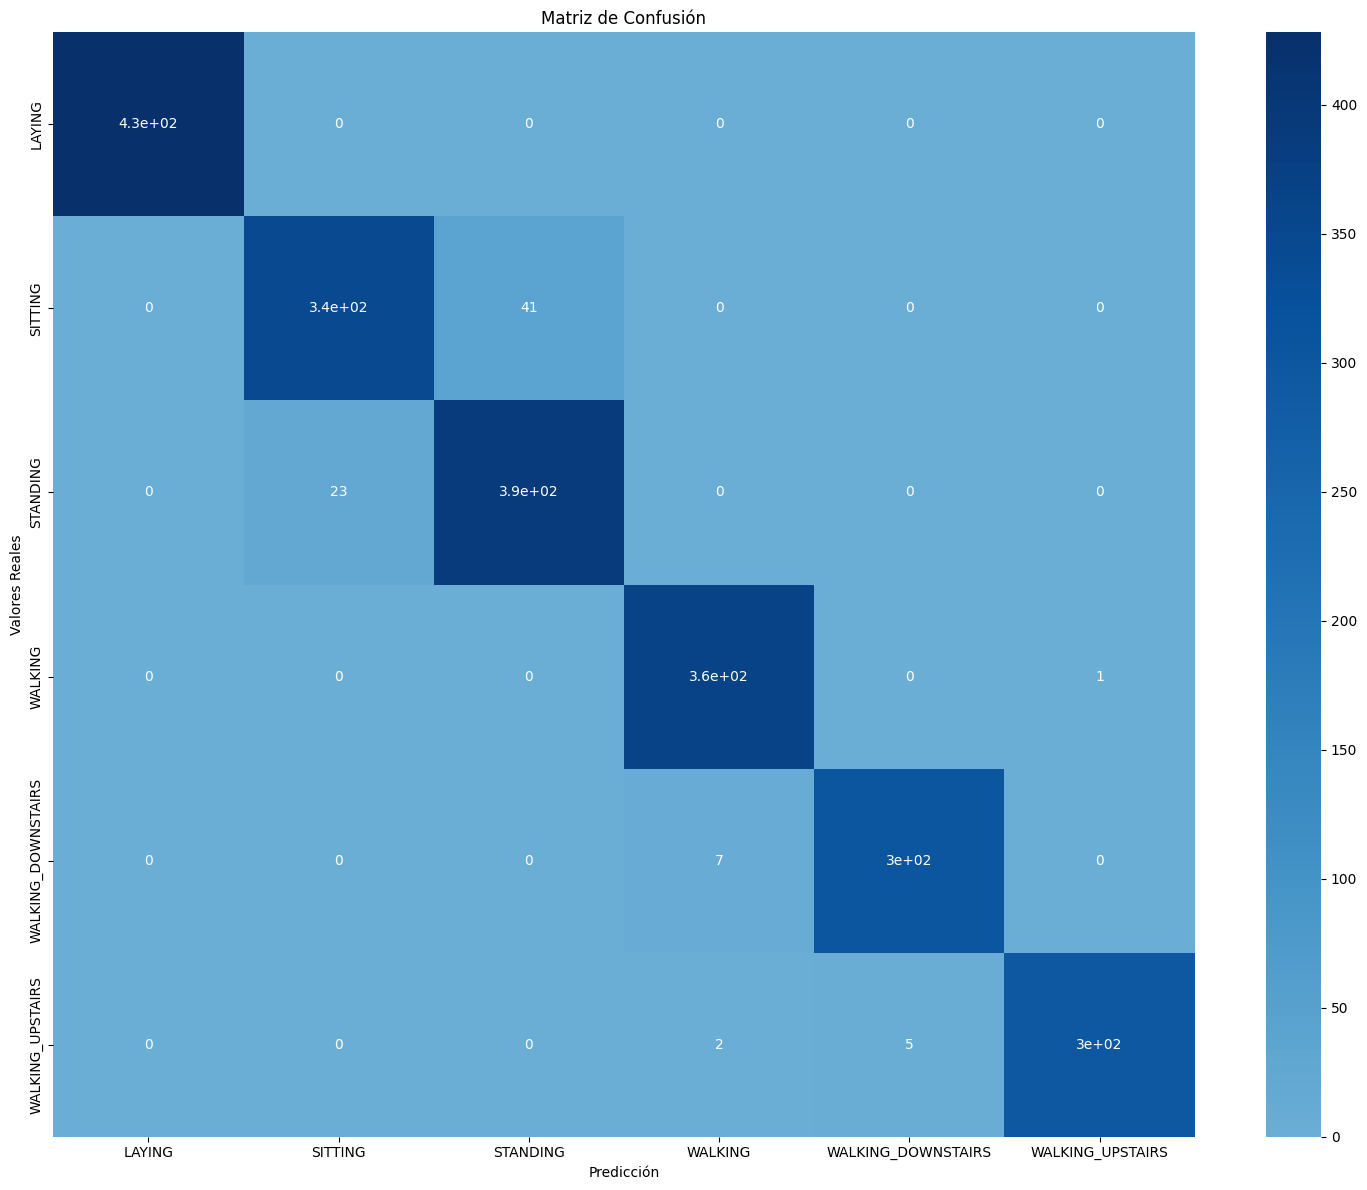 Matriz de Confusión
Valores Reales
LAYING 4.3e+02 0 0 0 0 0
SITTING 0 3.4e+02 41 0 0 0
STANDING 0 23 3.9e+02 0 0 0
WALKING 0 0 0 3.6e+02 0 1
WALKING_DOWNSTAIRS 0 0 0 7 3e+02 0
WALKING_UPSTAIRS 0 0 0 2 5 3e+02
LAYING SITTING STANDING WALKING WALKING_DOWNSTAIRS WALKING_UPSTAIRS
Predicción
400
350
300
250
200
150
100
50
0